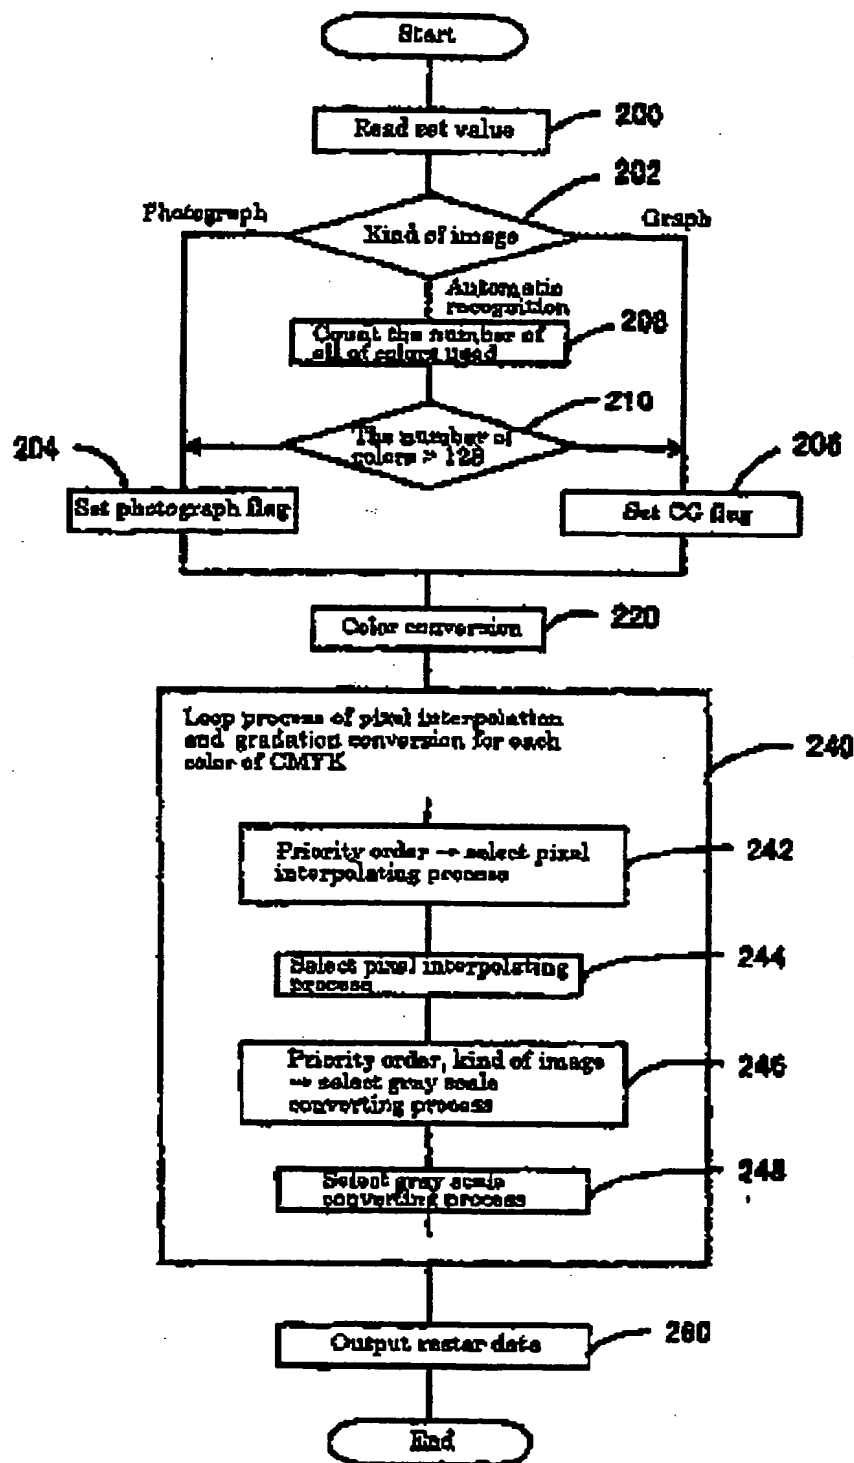 Start
Read set value
200
202
Photograph
Kind of image
Graph
Automatic
recognition
Count the number of
all of colors used
208
210
The number of
colors > 128
204
206
Set photograph flag
Set CG flag
Color conversion
220
Loop process of pixel interpolation
and gradation conversion for each
color of CMYK
240
Priority order → select pixel
interpolating process
242
Select pixel interpolating
process
244
Priority order, kind of image
→ select gray scale
converting process
246
Select gray scale
converting process
248
Output raster data
260
End